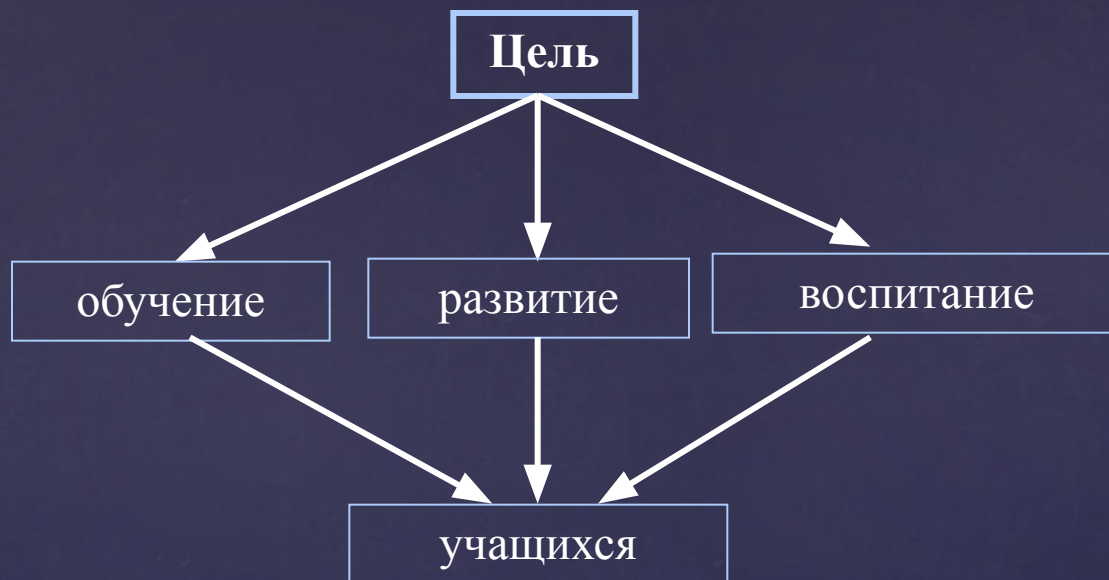 Цель
обучение
развитие
воспитание
учащихся